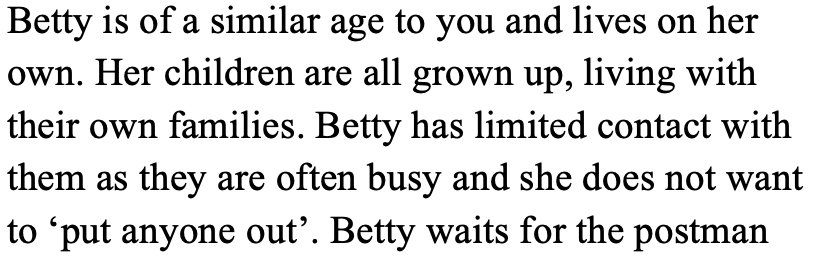 Betty is of a similar age to you and lives on her
own. Her children are all grown up, living with
their own families. Betty has limited contact with
them as they are often busy and she does not want
to ‘put anyone out’. Betty waits for the postman